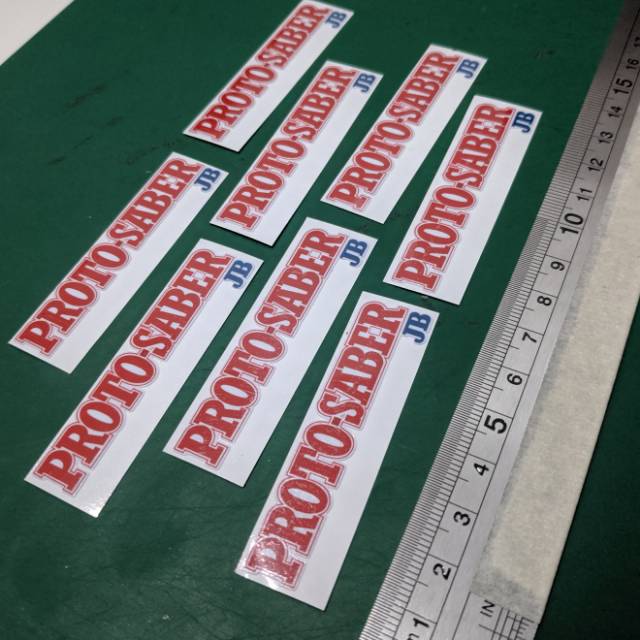 PROTO-SABER
JB
PROTO-SABER
JB
PROTO-SABER
JB
PROTO-SABER
JB
PROTO-SABER
JB
PROTO-SABER
JB
PROTO-SABER
JB
PROTO-SABER
JB
16
15
14
13
12
11
10
9
8
7
6
5
4
3
2
1
IN